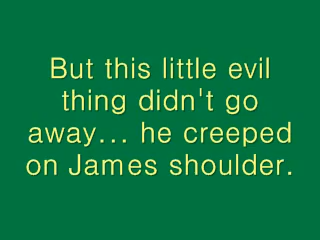 But this little evil
thing didn't go
away... he creeped
on James shoulder.